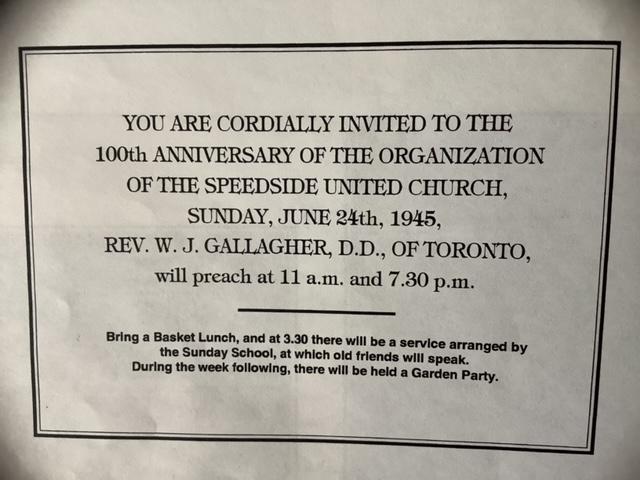 YOU ARE CORDIALLY INVITED TO THE
100th ANNIVERSARY OF THE ORGANIZATION
OF THE SPEEDSIDE UNITED CHURCH,
SUNDAY, JUNE 24th, 1945,
REV. W. J. GALLAGHER, D.D., OF TORONTO,
will preach at 11 a.m. and 7.30 p.m.
Bring a Basket Lunch, and at 3.30 there will be a service arranged by
the Sunday School, at which old friends will speak.
During the week following, there will be held a Garden Party.